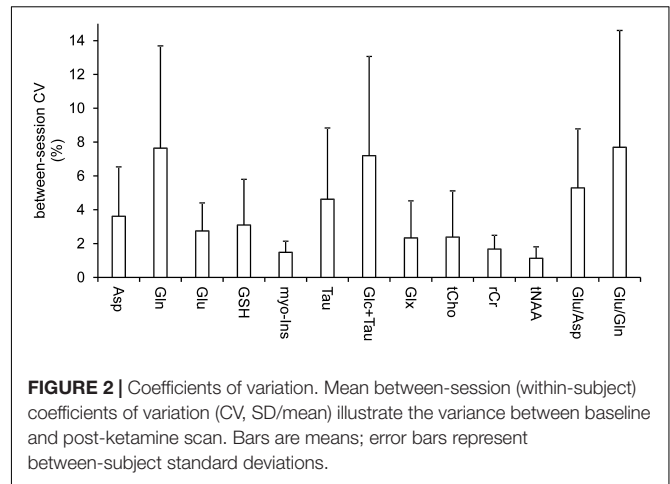 between-session CV
(%)
14
12
10
8
6
4
2
0
Asp
Gln
Glu
GSH
myo-Ins
Tau
Glc+Tau
Glx
tCho
rCr
tNAA
Glu/Asp
Glu/Gln
FIGURE 2 | Coefficients of variation. Mean between-session (within-subject)
coefficients of variation (CV, SD/mean) illustrate the variance between baseline
and post-ketamine scan. Bars are means; error bars represent
between-subject standard deviations.